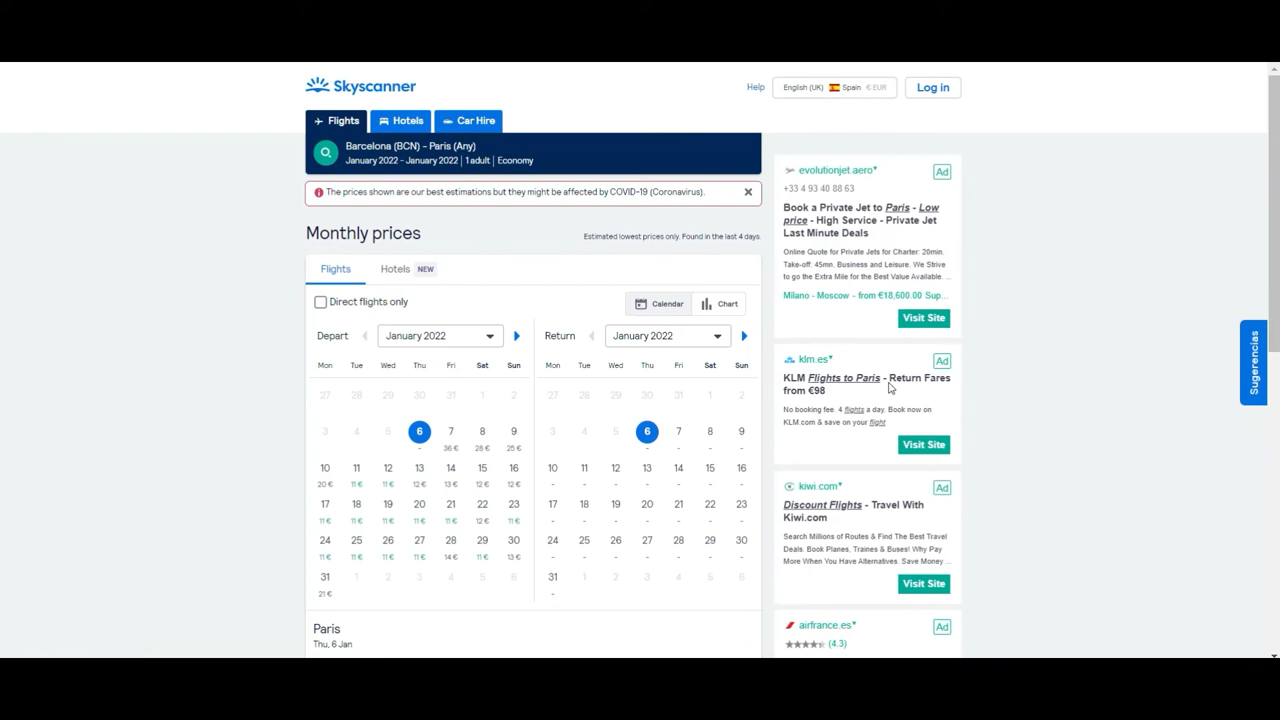 Skyscanner
Help
English (UK) Spain € EUR
Log in
Flights
Hotels
Car Hire
Barcelona (BCN) – Paris (Any)
January 2022 – January 2022 | 1 adult | Economy
The prices shown are our best estimations but they might be affected by COVID-19 (Coronavirus).
Monthly prices
Estimated lowest prices only. Found in the last 4 days.
Flights
Hotels NEW
Direct flights only
Calendar
Chart
Depart January 2022
Mon Tue Wed Thu Fri Sat Sun
27 28 29 30 31 1 2
3 4 5 6 7 8 9
- 36 € 28 € 25 €
10 11 12 13 14 15 16
20 € 11 € 11 € 12 € 13 € 12 € 12 €
17 18 19 20 21 22 23
11 € 11 € 11 € 11 € 11 € 12 € 11 €
24 25 26 27 28 29 30
11 € 11 € 11 € 11 € 14 € 11 € 13 €
31 1 2 3 4 5 6
21 €
Return January 2022
Mon Tue Wed Thu Fri Sat Sun
27 28 29 30 31 1 2
3 4 5 6 7 8 9
- - - -
10 11 12 13 14 15 16
- - - - - - -
17 18 19 20 21 22 23
- - - - - - -
24 25 26 27 28 29 30
- - - - - - -
31 1 2 3 4 5 6
-
Paris
Thu, 6 Jan
evolutionjet.aero
Ad
+33 4 93 40 88 63
Book a Private Jet to Paris - Low
price - High Service - Private Jet
Last Minute Deals
Online Quote for Private Jets for Charter: 20min.
Take-off: 45mn. Business and Leisure. We Strive
to go the Extra Mile for the Best Value Available. ...
Milano - Moscow - from €18,600.00 Sup...
Visit Site
klm.es
Ad
KLM Flights to Paris - Return Fares
from €98
No booking fee. 4 flights a day. Book now on
KLM.com & save on your flight
Visit Site
kiwi.com
Ad
Discount Flights - Travel With
Kiwi.com
Search Millions of Routes & Find The Best Travel
Deals. Book Planes, Traines & Buses! Why Pay
More When You Have Alternatives. Save Money ...
Visit Site
airfrance.es
Ad
(4.3)
Sugerencias